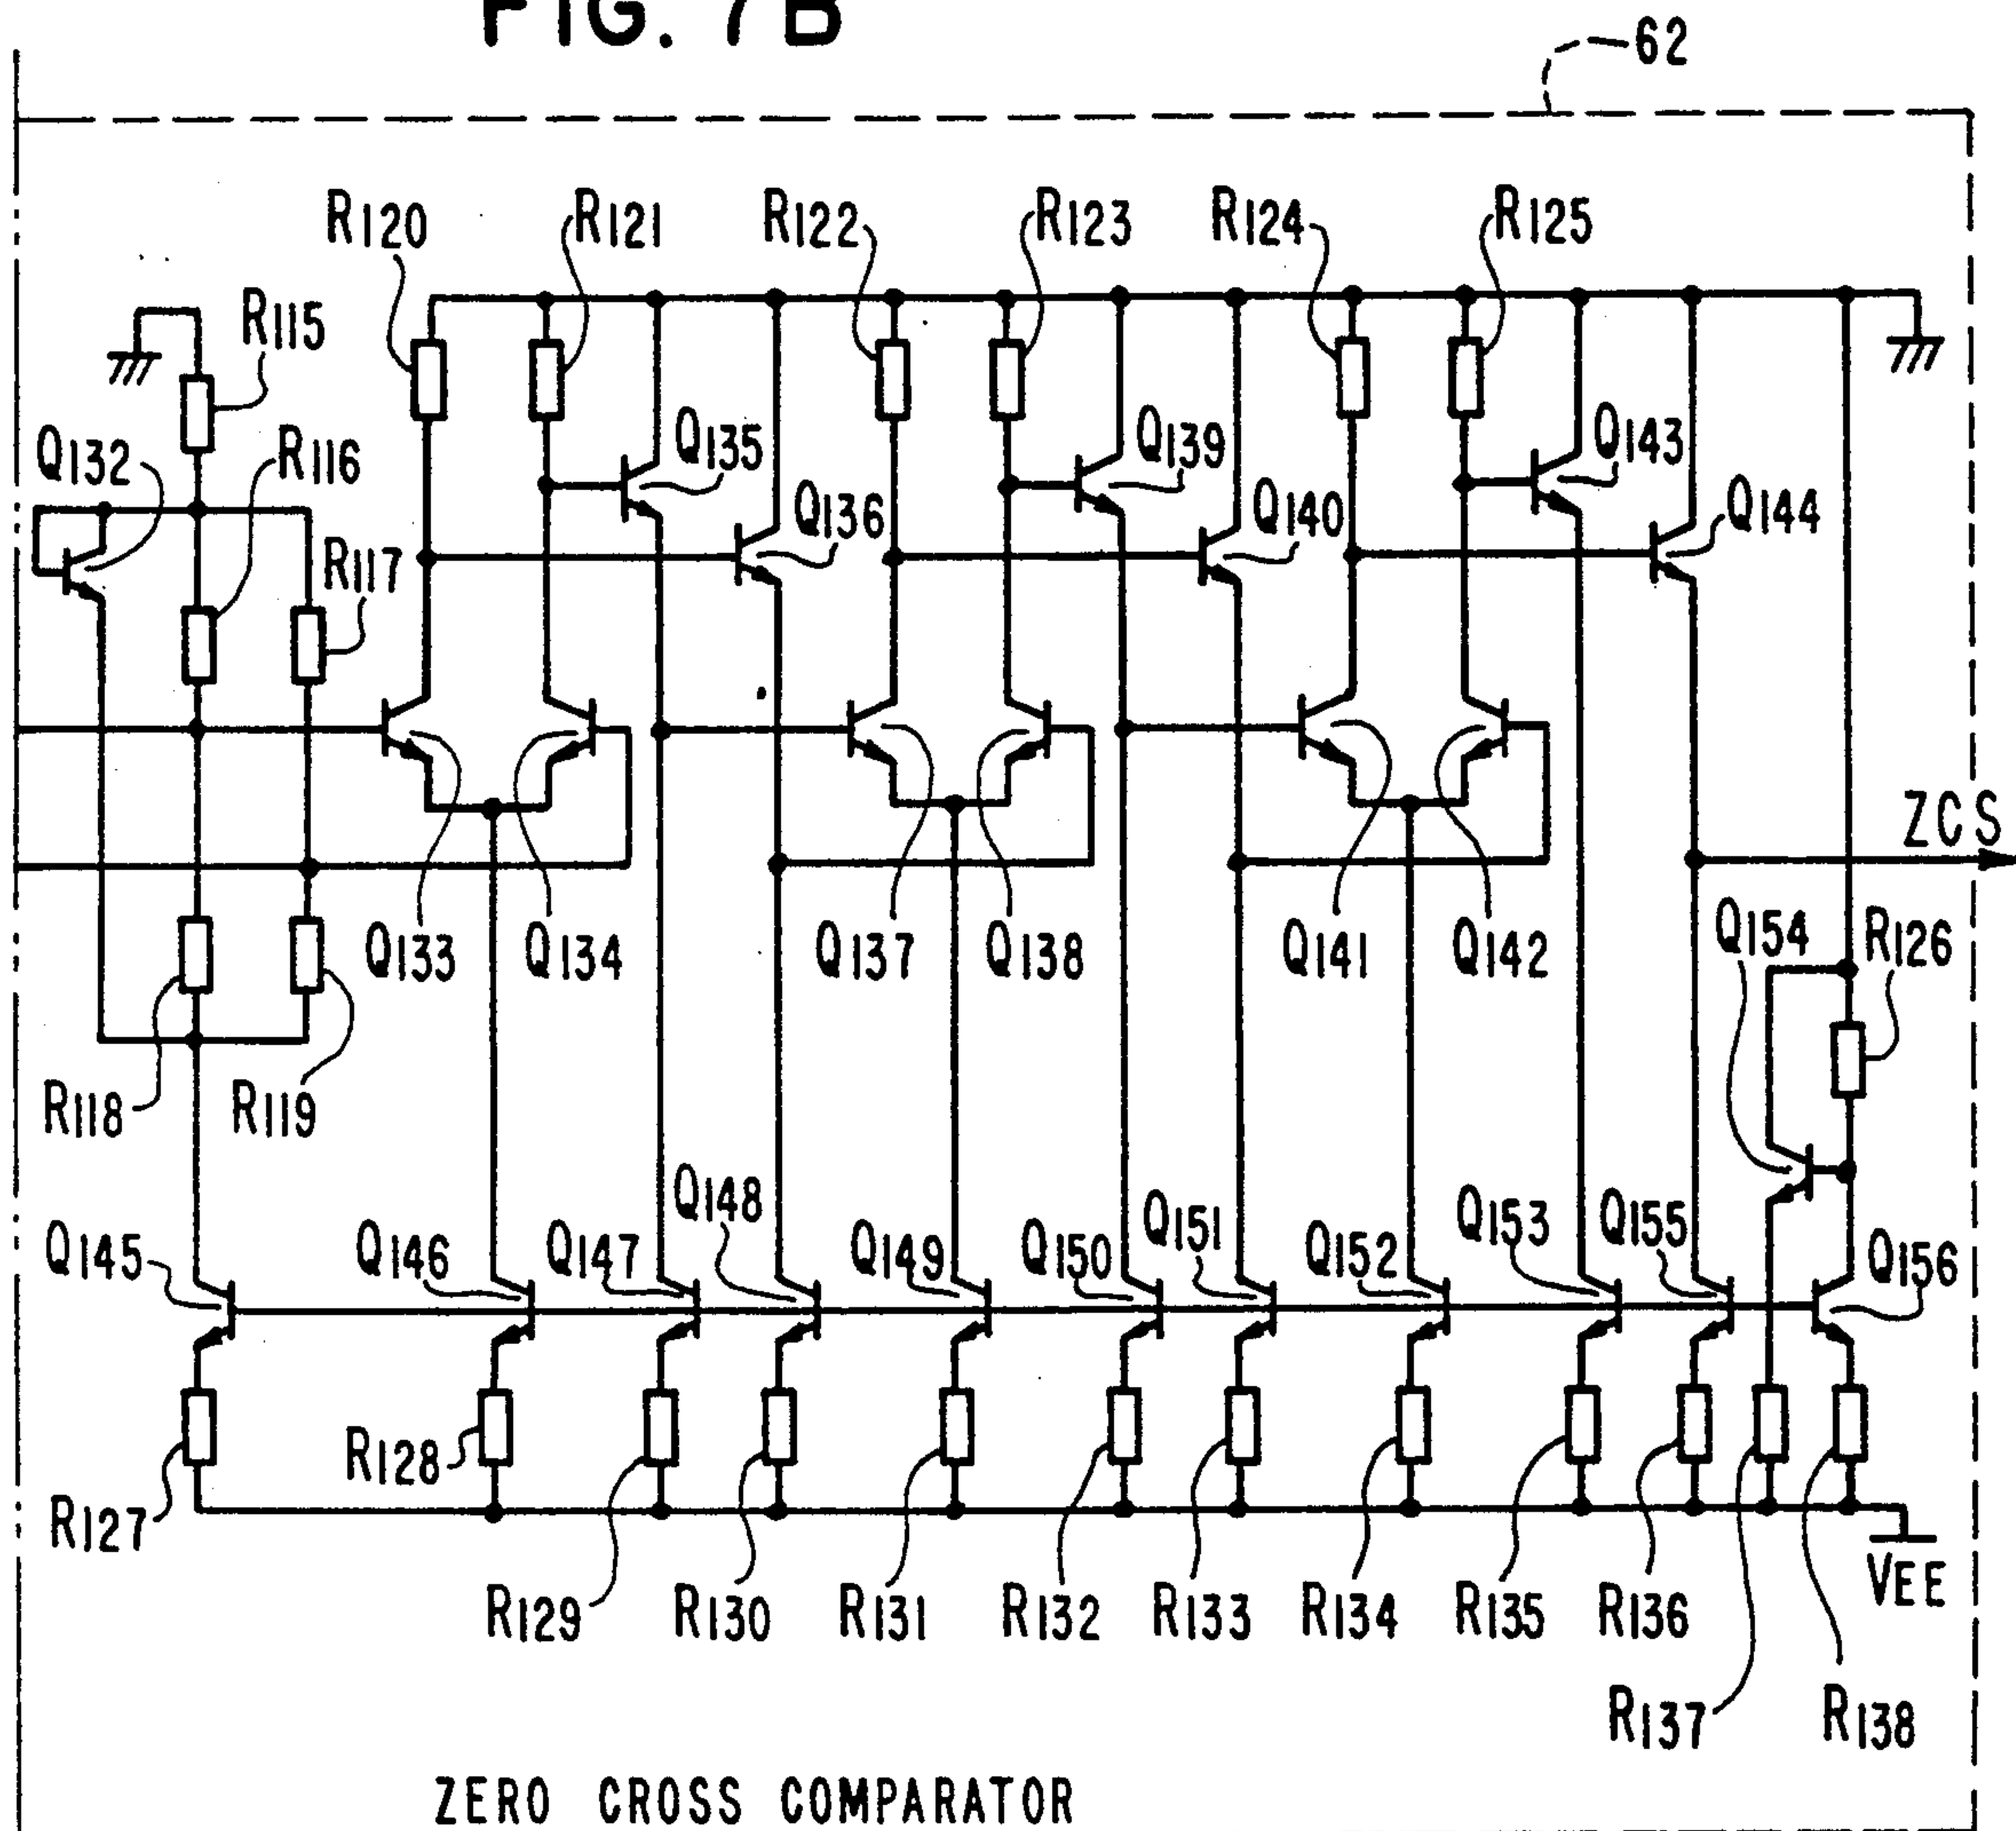 FIG. 7B
62
R120
R121
R122
R123
R124
R125
R115
Q132
R116
Q135
Q139
Q143
Q136
Q140
Q144
R117
ZCS
Q133
Q134
Q137
Q138
Q141
Q142
Q154
R126
R118
R119
Q145
Q146
Q147
Q148
Q149
Q150
Q151
Q152
Q153
Q155
Q156
R127
R128
VEE
R129
R130
R131
R132
R133
R134
R135
R136
R137
R138
ZERO CROSS COMPARATOR